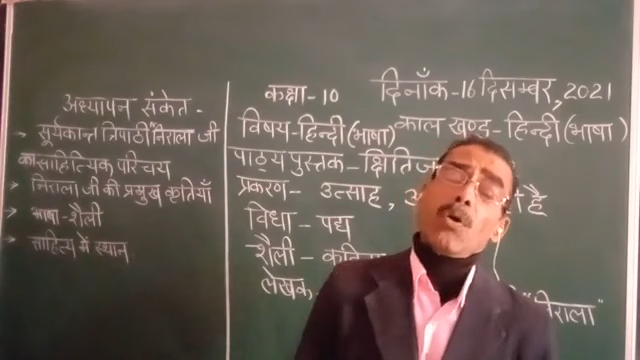 अध्यापन संकेत -
→ सूर्यकान्त त्रिपाठी "निराला जी
का साहित्यिक परिचय
→ निराला जी की प्रमुख कृतियाँ
→ भाषा - शैली
→ साहित्य में स्थान
कक्षा - 10 दिनाँक - 16 दिसम्बर, 2021
विषय - हिन्दी (भाषा) काल खण्ड - हिन्दी (भाषा)
पाठ्य पुस्तक - क्षितिज
प्रकरण - उत्साह, है
विधा - पद्य
शैली -
लेखक "निराला"